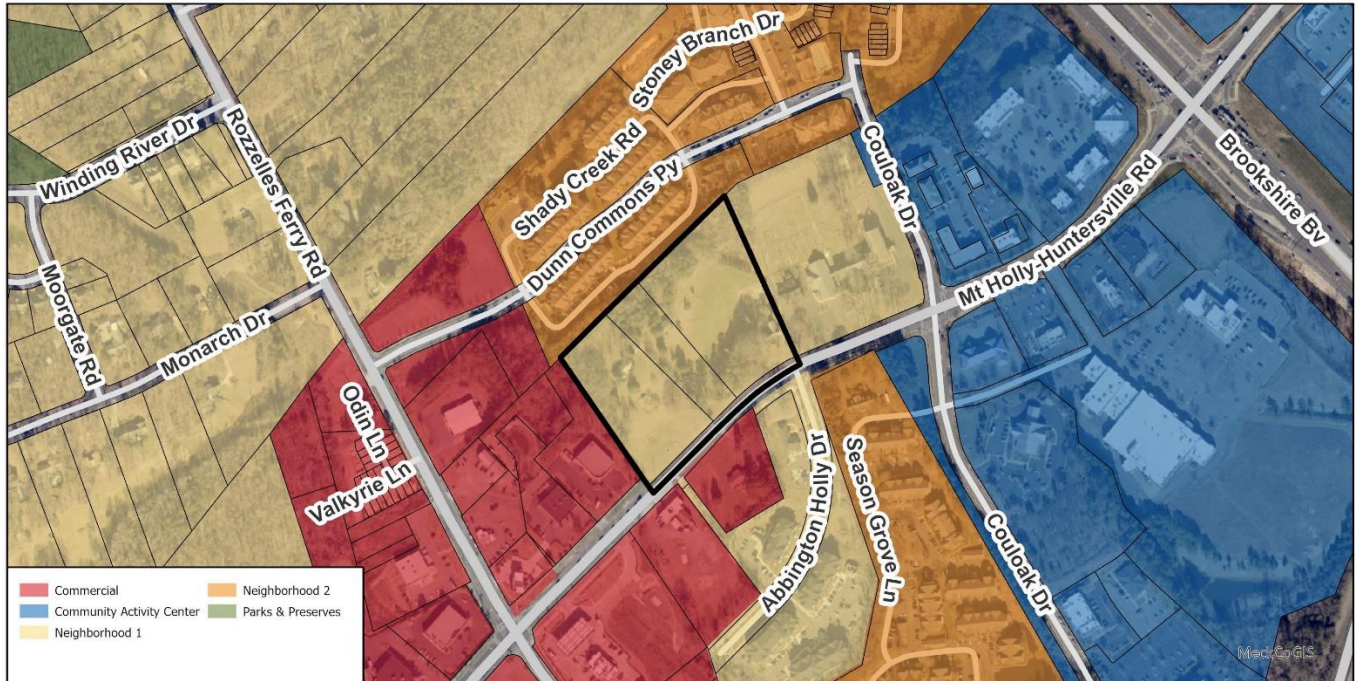 Stoney Branch Dr
Winding River Dr
Rozzelles Ferry Rd
Shady Creek Rd
Dunn Commons Py
Couloak Dr
Brookshire Bv
Mt Holly-Huntersville Rd
Moorgate Rd
Monarch Dr
Odin Ln
Valkyrie Ln
Abbington Holly Dr
Season Grove Ln
Couloak Dr
Commercial
Neighborhood 2
Community Activity Center
Parks & Preserves
Neighborhood 1
MeckCoGIS